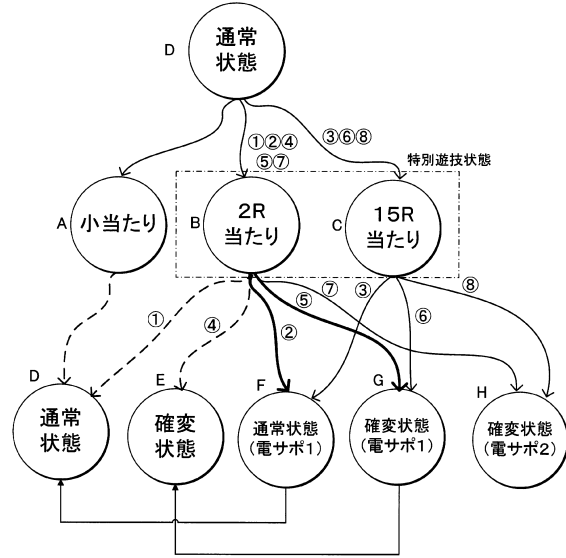 D
通常
状態
①②④
⑤⑦
③⑥⑧
特別遊技状態
A
小当たり
B
2R
当たり
C
15R
当たり
①
④
②
⑤
⑦
③
⑥
⑧
D
通常
状態
E
確変
状態
F
通常状態
(電サポ1)
G
確変状態
(電サポ1)
H
確変状態
(電サポ2)